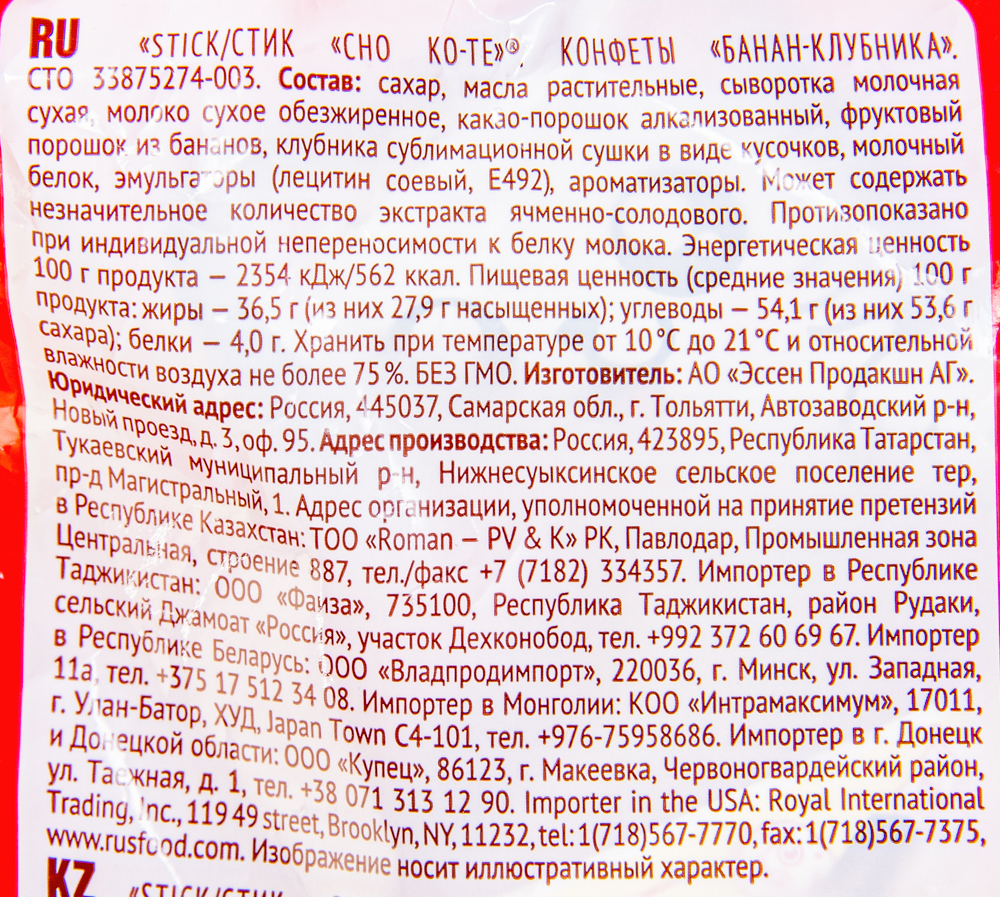 RU «STICK/СТИК «СНО КО-ТЕ»®. КОНФЕТЫ «БАНАН-КЛУБНИКА».
СТО 33875274-003. Состав: сахар, масла растительные, сыворотка молочная
сухая, молоко сухое обезжиренное, какао-порошок алкализованный, фруктовый
порошок из бананов, клубника сублимационной сушки в виде кусочков, молочный
белок, эмульгаторы (лецитин соевый, Е492), ароматизаторы. Может содержать
незначительное количество экстракта ячменно-солодового. Противопоказано
при индивидуальной непереносимости к белку молока. Энергетическая ценность
100 г продукта — 2354 кДж/562 ккал. Пищевая ценность (средние значения) 100 г
продукта: жиры — 36,5 г (из них 27,9 г насыщенных); углеводы — 54,1 г (из них 53,6 г
сахара); белки — 4,0 г. Хранить при температуре от 10 °С до 21 °С и относительной
влажности воздуха не более 75 %. БЕЗ ГМО. Изготовитель: АО «Эссен Продакшн АГ».
Юридический адрес: Россия, 445037, Самарская обл., г. Тольятти, Автозаводский р-н,
Новый проезд, д. 3, оф. 95. Адрес производства: Россия, 423895, Республика Татарстан,
Тукаевский муниципальный р-н, Нижнесуыксинское сельское поселение тер,
пр-д Магистральный, 1. Адрес организации, уполномоченной на принятие претензий
в Республике Казахстан: ТОО «Roman — PV & K» РК, Павлодар, Промышленная зона
Центральная, строение 887, тел./факс +7 (7182) 334357. Импортер в Республике
Таджикистан: ООО «Фаиза», 735100, Республика Таджикистан, район Рудаки,
сельский Джамоат «Россия», участок Дехконобод, тел. +992 372 60 69 67. Импортер
в Республике Беларусь: ООО «Владпродимпорт», 220036, г. Минск, ул. Западная,
11а, тел. +375 17 512 34 08. Импортер в Монголии: КОО «Интрамаксимум», 17011,
г. Улан-Батор, ХУД, Japan Town C4-101, тел. +976-75958686. Импортер в г. Донецк
и Донецкой области: ООО «Купец», 86123, г. Макеевка, Червоногвардейский район,
ул. Таежная, д. 1, тел. +38 071 313 12 90. Importer in the USA: Royal International
Trading, Inc., 119 49 street, Brooklyn, NY, 11232, tel: 1(718)567-7770, fax: 1(718)567-7375,
www.rusfood.com. Изображение носит иллюстративный характер.
KZ «STICK/СТИК